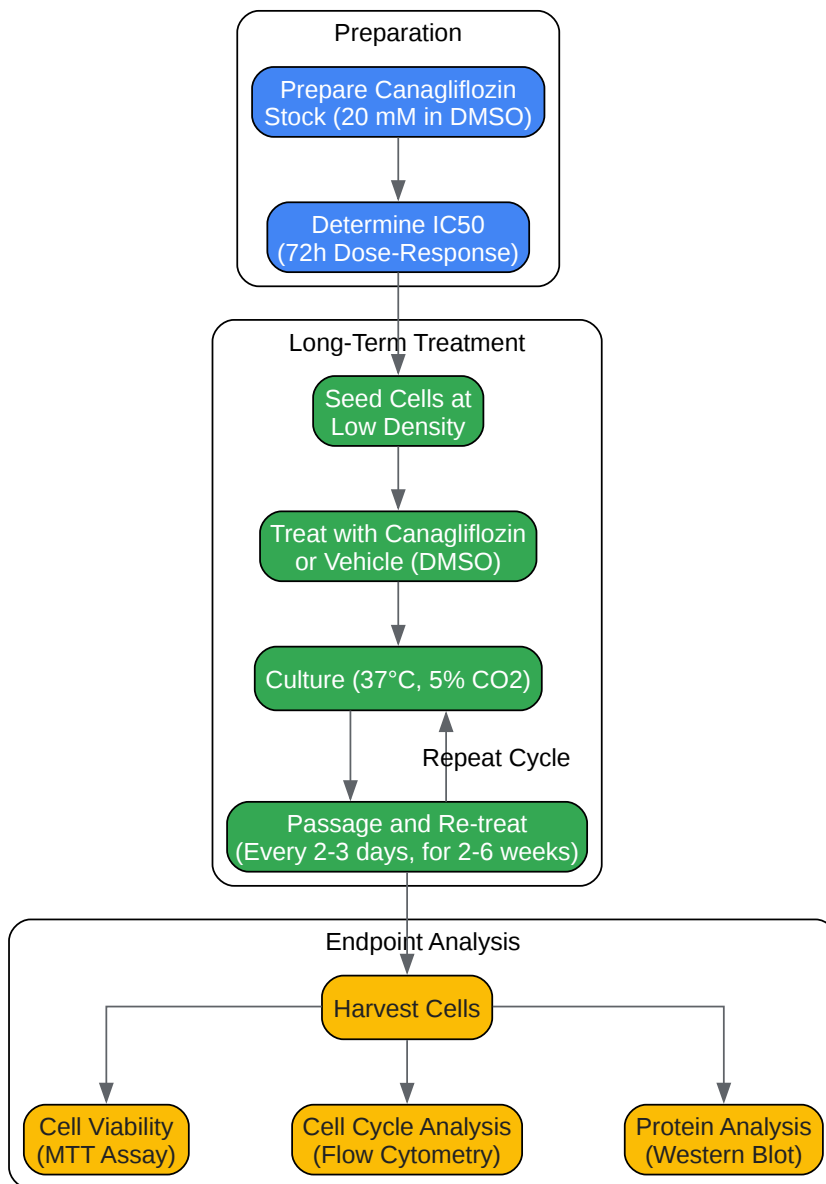 Preparation
Prepare Canagliflozin
Stock (20 mM in DMSO)
Determine IC50
(72h Dose-Response)
Long-Term Treatment
Seed Cells at
Low Density
Treat with Canagliflozin
or Vehicle (DMSO)
Culture (37°C, 5% CO2)
Repeat Cycle
Passage and Re-treat
(Every 2-3 days, for 2-6 weeks)
Endpoint Analysis
Harvest Cells
Cell Viability
(MTT Assay)
Cell Cycle Analysis
(Flow Cytometry)
Protein Analysis
(Western Blot)